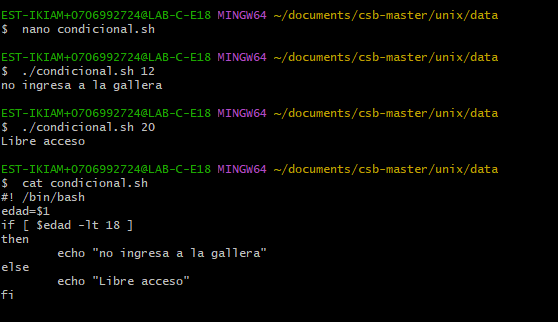 EST-IKIAM+0706992724@LAB-C-E18 MINGW64 ~/documents/csb-master/unix/data
$ nano condicional.sh
EST-IKIAM+0706992724@LAB-C-E18 MINGW64 ~/documents/csb-master/unix/data
$ ./condicional.sh 12
no ingresa a la gallera
EST-IKIAM+0706992724@LAB-C-E18 MINGW64 ~/documents/csb-master/unix/data
$ ./condicional.sh 20
Libre acceso
EST-IKIAM+0706992724@LAB-C-E18 MINGW64 ~/documents/csb-master/unix/data
$ cat condicional.sh
#! /bin/bash
edad=$1
if [ $edad -lt 18 ]
then
        echo "no ingresa a la gallera"
else
        echo "Libre acceso"
fi